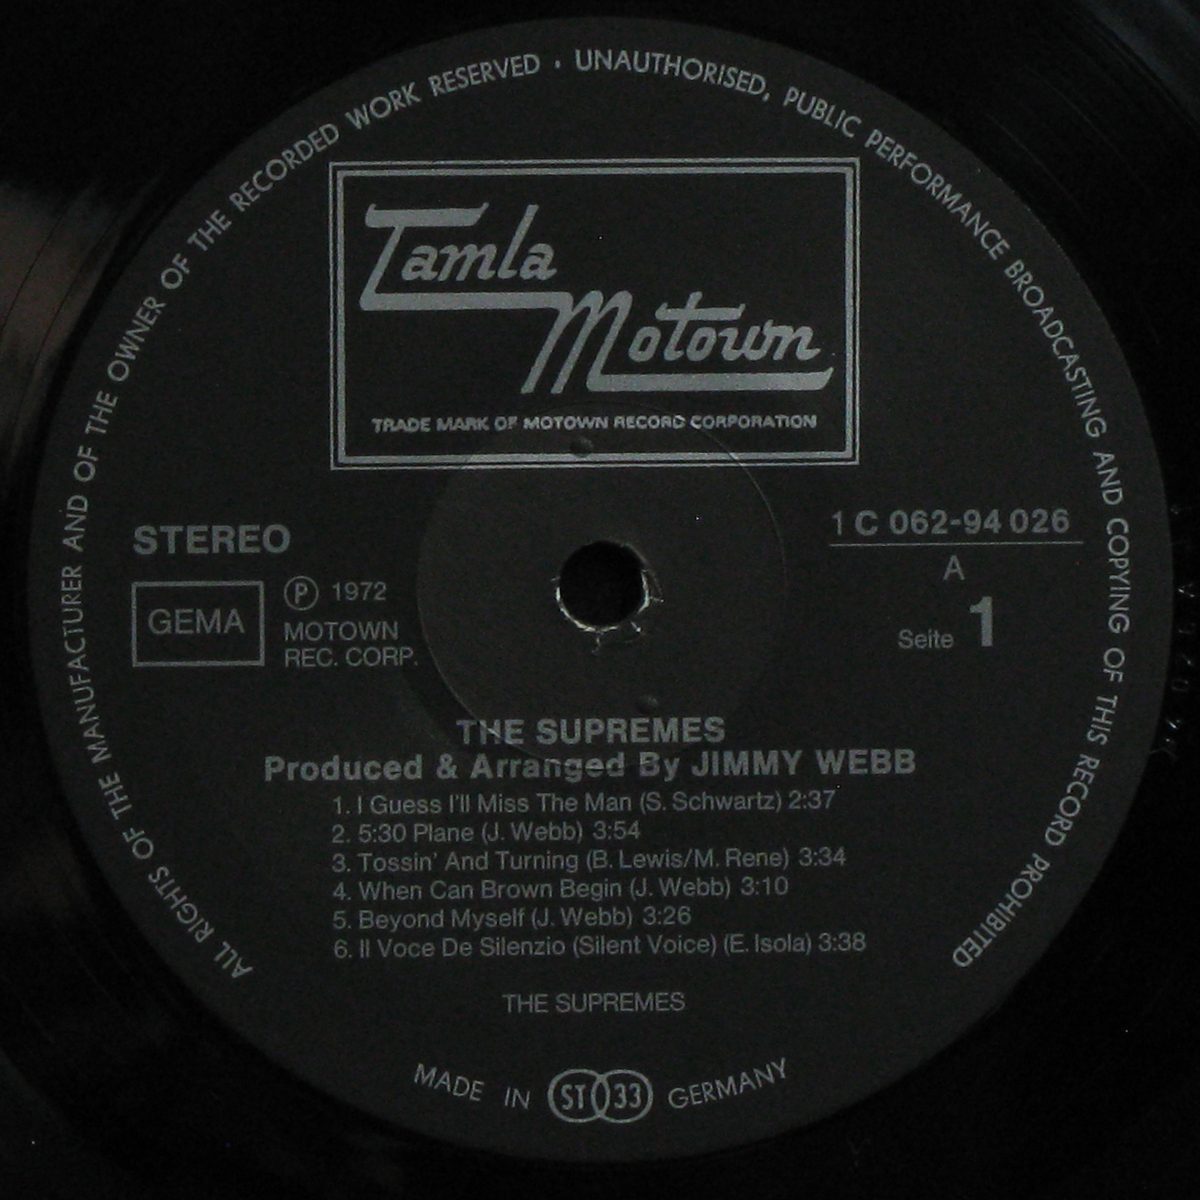 ALL RIGHTS OF THE MANUFACTURER AND OF THE OWNER OF THE RECORDED WORK RESERVED · UNAUTHORISED, PUBLIC PERFORMANCE BROADCASTING AND COPYING OF THIS RECORD PROHIBITED
Tamla
Motown
TRADE MARK OF MOTOWN RECORD CORPORATION
STEREO
1 C 062-94 026
A
GEMA
Ⓟ 1972
MOTOWN
REC. CORP.
Seite 1
THE SUPREMES
Produced & Arranged By JIMMY WEBB
1. I Guess I'll Miss The Man (S. Schwartz) 2:37
2. 5:30 Plane (J. Webb) 3:54
3. Tossin' And Turning (B. Lewis/M. Rene) 3:34
4. When Can Brown Begin (J. Webb) 3:10
5. Beyond Myself (J. Webb) 3:26
6. Il Voce De Silenzio (Silent Voice) (E. Isola) 3:38
THE SUPREMES
MADE IN ST 33 GERMANY